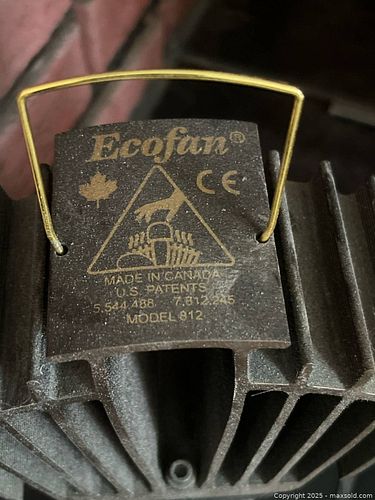 Ecofan®
CE
MADE IN CANADA
U.S. PATENTS
5,544,488 7,812,245
MODEL 812
Copyright © 2025 - maxsold.com